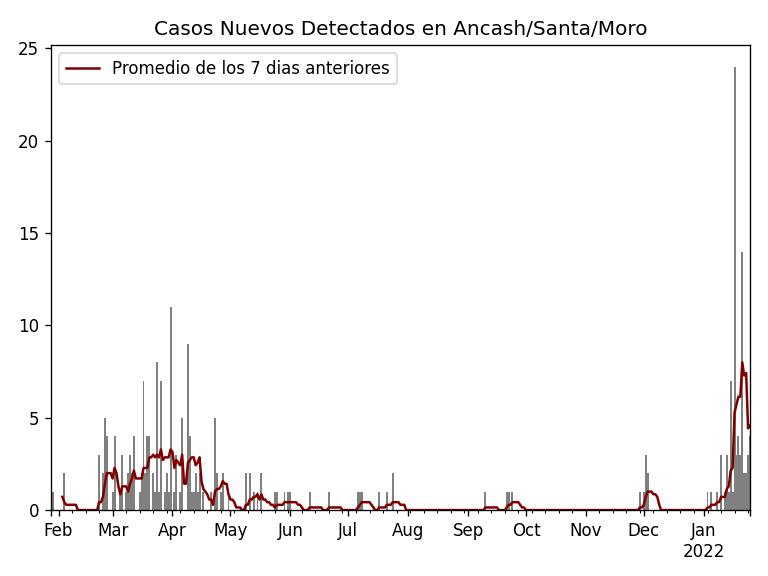 Casos Nuevos Detectados en Ancash/Santa/Moro
Promedio de los 7 dias anteriores
25
20
15
10
5
0
Feb Mar Apr May Jun Jul Aug Sep Oct Nov Dec Jan
2022